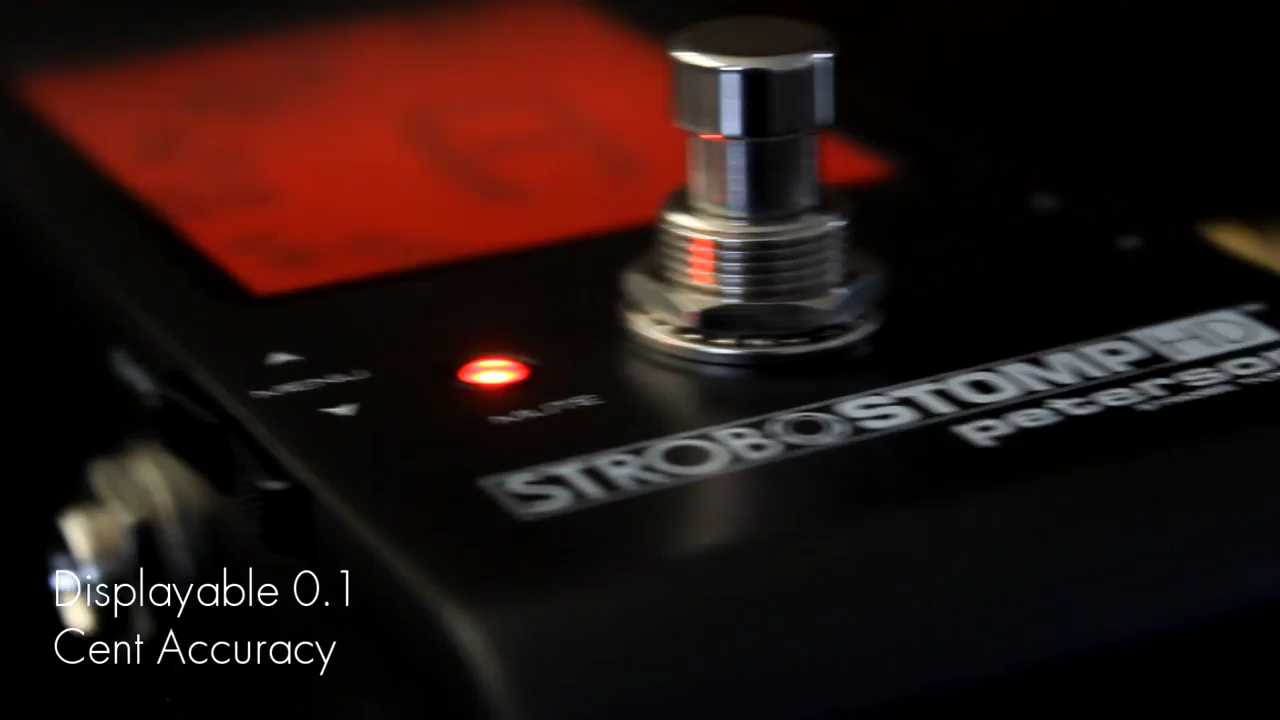 MENU
MUTE
STROBOSTOMP HD
peterson
Displayable 0.1
Cent Accuracy